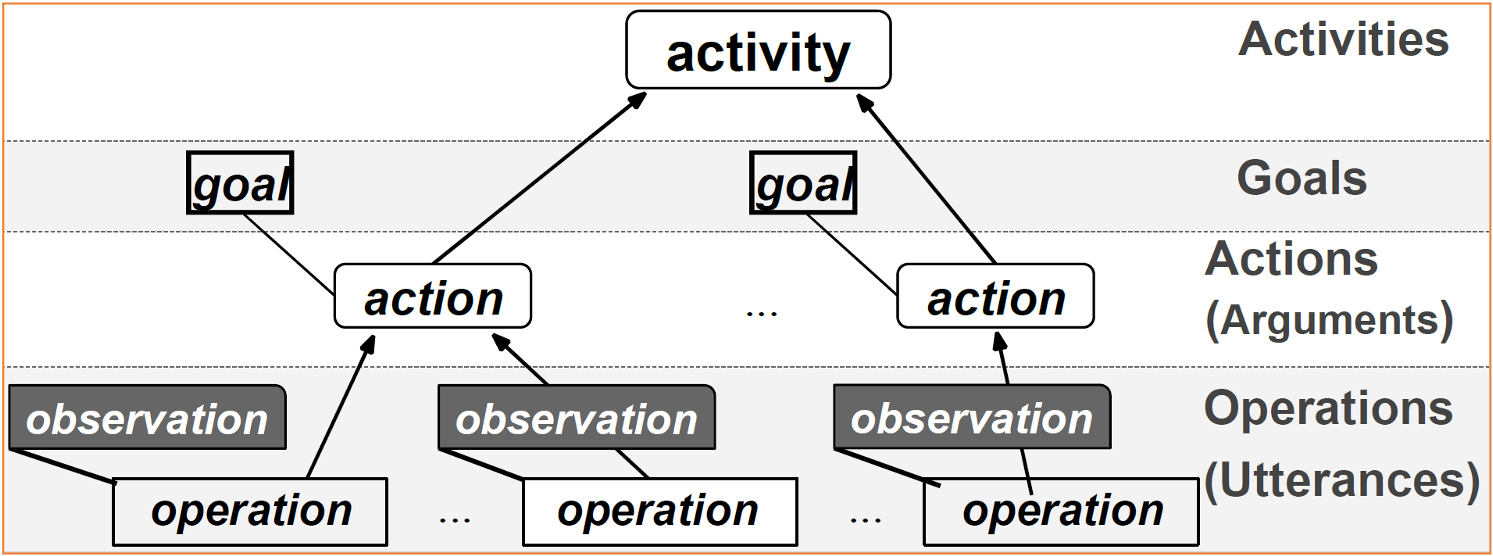 activity
Activities
goal
goal
Goals
action
...
action
Actions
(Arguments)
observation
observation
observation
Operations
operation
...
operation
...
operation
(Utterances)